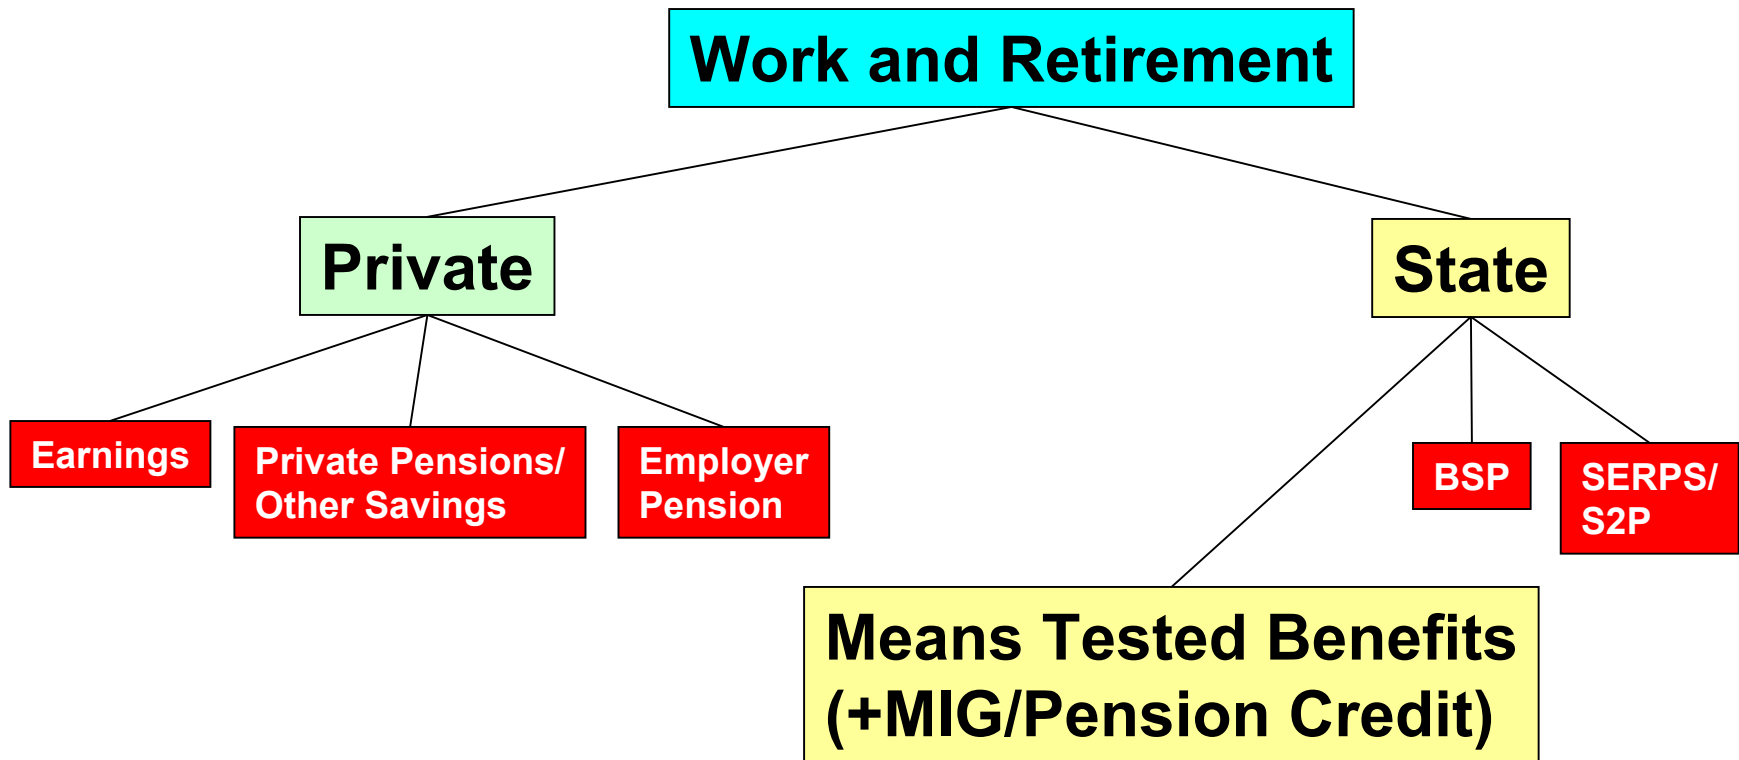 Work and Retirement
Private
State
Earnings
Private Pensions/
Other Savings
Employer
Pension
BSP
SERPS/
S2P
Means Tested Benefits
(+MIG/Pension Credit)